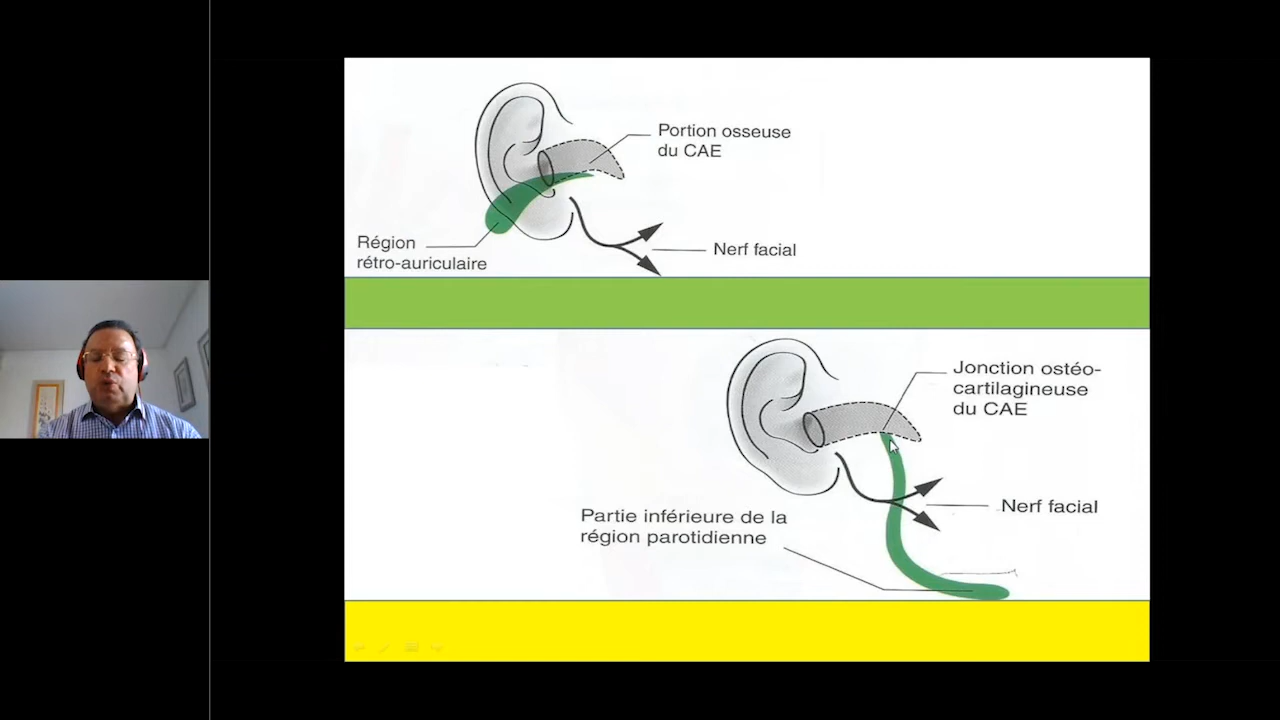 Portion osseuse
du CAE
Région
rétro-auriculaire
Nerf facial
Jonction ostéo-
cartilagineuse
du CAE
Nerf facial
Partie inférieure de la
région parotidienne